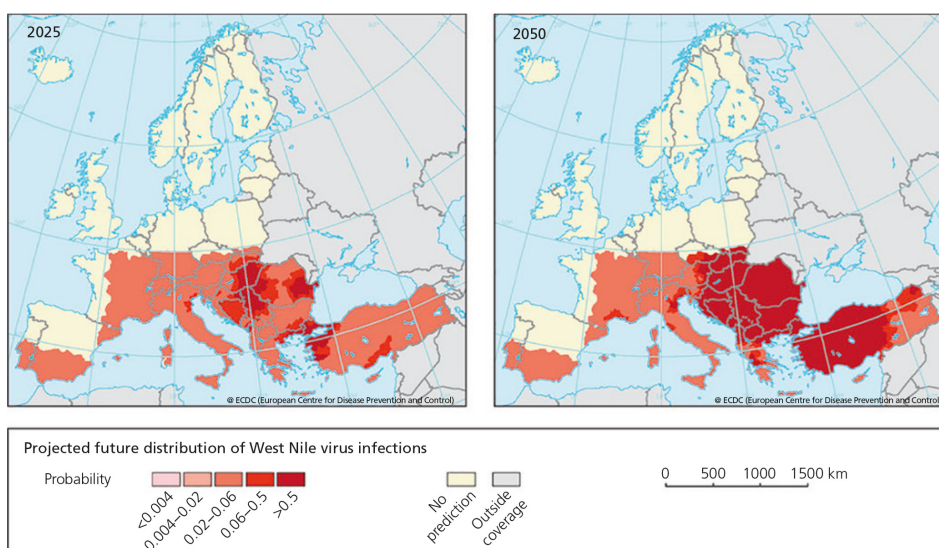 2025
@ ECDC (European Centre for Disease Prevention and Control)
2050
@ ECDC (European Centre for Disease Prevention and Control)
Projected future distribution of West Nile virus infections
Probability
<0.004
0.004–0.02
0.02–0.06
0.06–0.5
>0.5
No
prediction
Outside
coverage
0 500 1000 1500 km